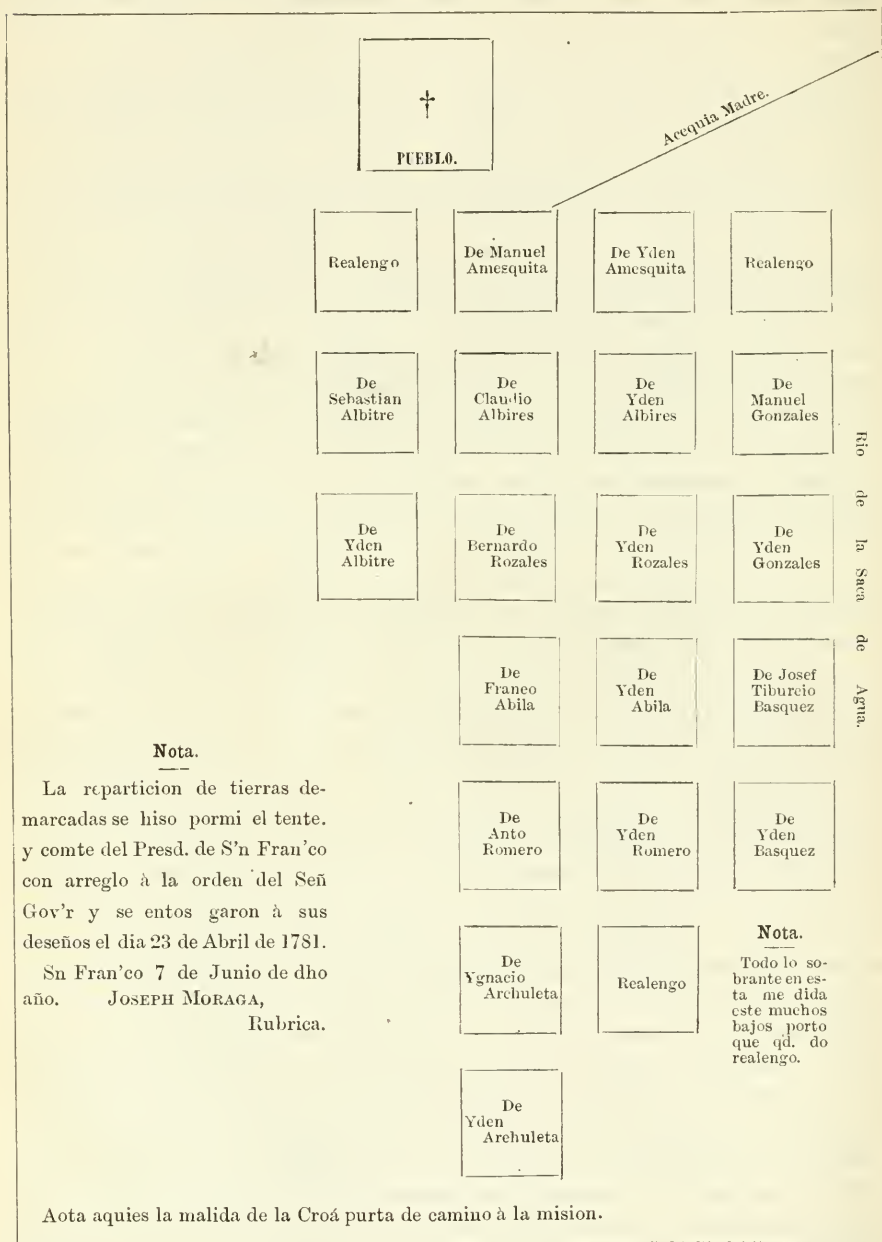 †
PUEBLO.
Acequia Madre.
Realengo
De Manuel
Amesquita
De Yden
Amesquita
Realengo
De
Sebastian
Albitre
De
Claudio
Albires
De
Yden
Albires
De
Manuel
Gonzales
Rio de la Saca de Agua.
De
Yden
Albitre
De
Bernardo
Rozales
De
Yden
Rozales
De
Yden
Gonzales
De
Franco
Abila
De
Yden
Abila
De Josef
Tiburcio
Basquez
De
Anto
Romero
De
Yden
Romero
De
Yden
Basquez
De
Ygnacio
Archuleta
Realengo
De
Yden
Archuleta
Nota.
La reparticion de tierras de-
marcadas se hiso pormi el tente.
y comte del Presd. de S'n Fran'co
con arreglo à la orden del Señ
Gov'r y se entos garon à sus
deseños el dia 23 de Abril de 1781.
Sn Fran'co 7 de Junio de dho
año. JOSEPH MORAGA,
Rubrica.
Nota.
Todo lo so-
brante en es-
ta me dida
este muchos
bajos porto
que qd. do
realengo.
Aota aquies la malida de la Croá purta de camino à la mision.